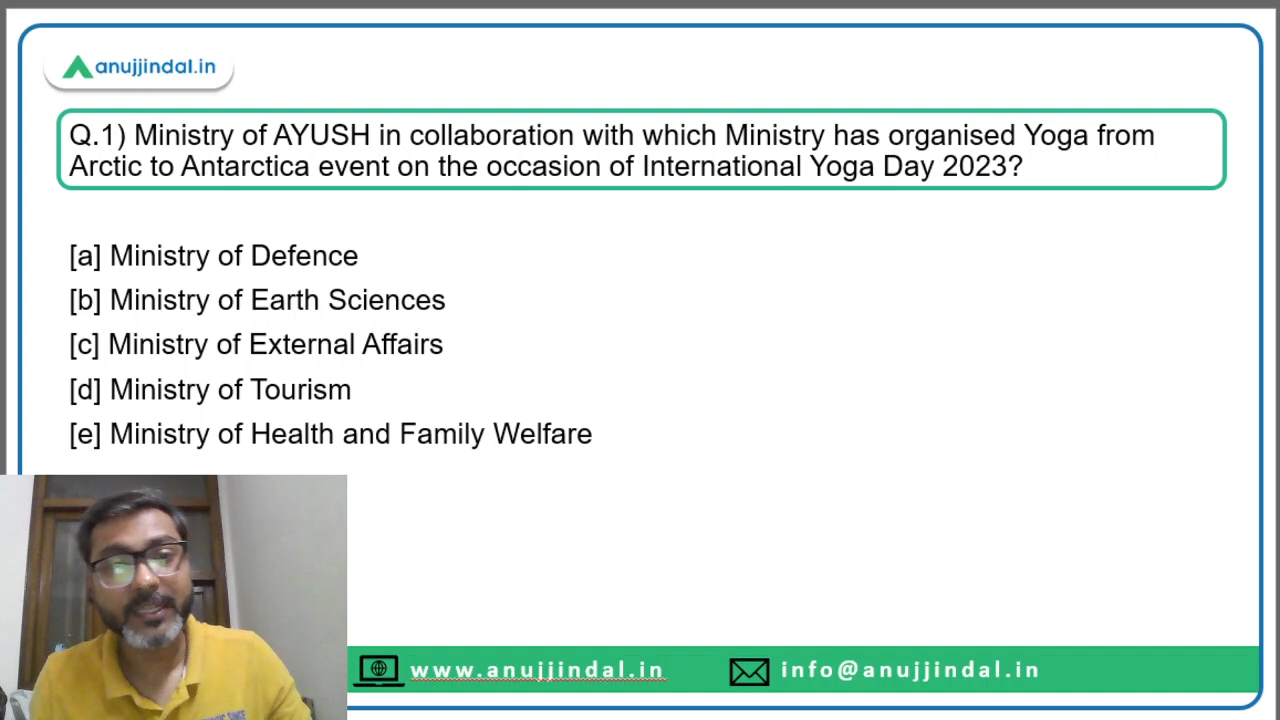 anujjindal.in
Q.1) Ministry of AYUSH in collaboration with which Ministry has organised Yoga from
Arctic to Antarctica event on the occasion of International Yoga Day 2023?
[a] Ministry of Defence
[b] Ministry of Earth Sciences
[c] Ministry of External Affairs
[d] Ministry of Tourism
[e] Ministry of Health and Family Welfare
www.anujjindal.in
info@anujjindal.in